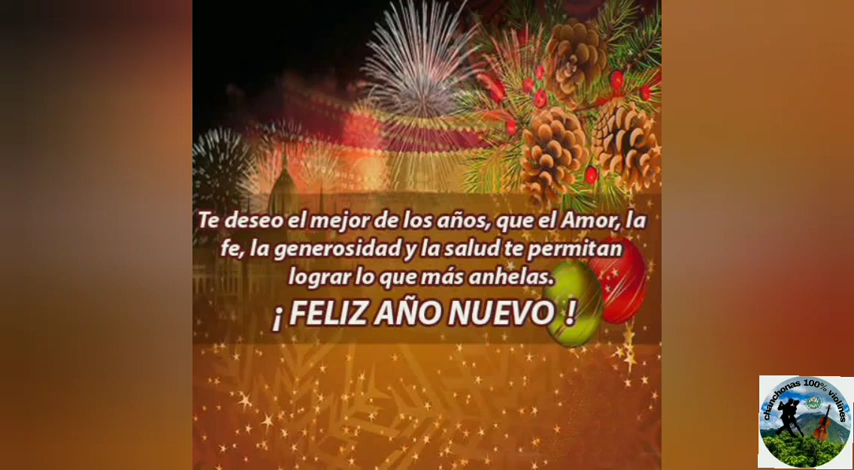 Te deseo el mejor de los años, que el Amor, la
fe, la generosidad y la salud te permitan
lograr lo que más anhelas.
¡ FELIZ AÑO NUEVO !
chanchonas 100% violines